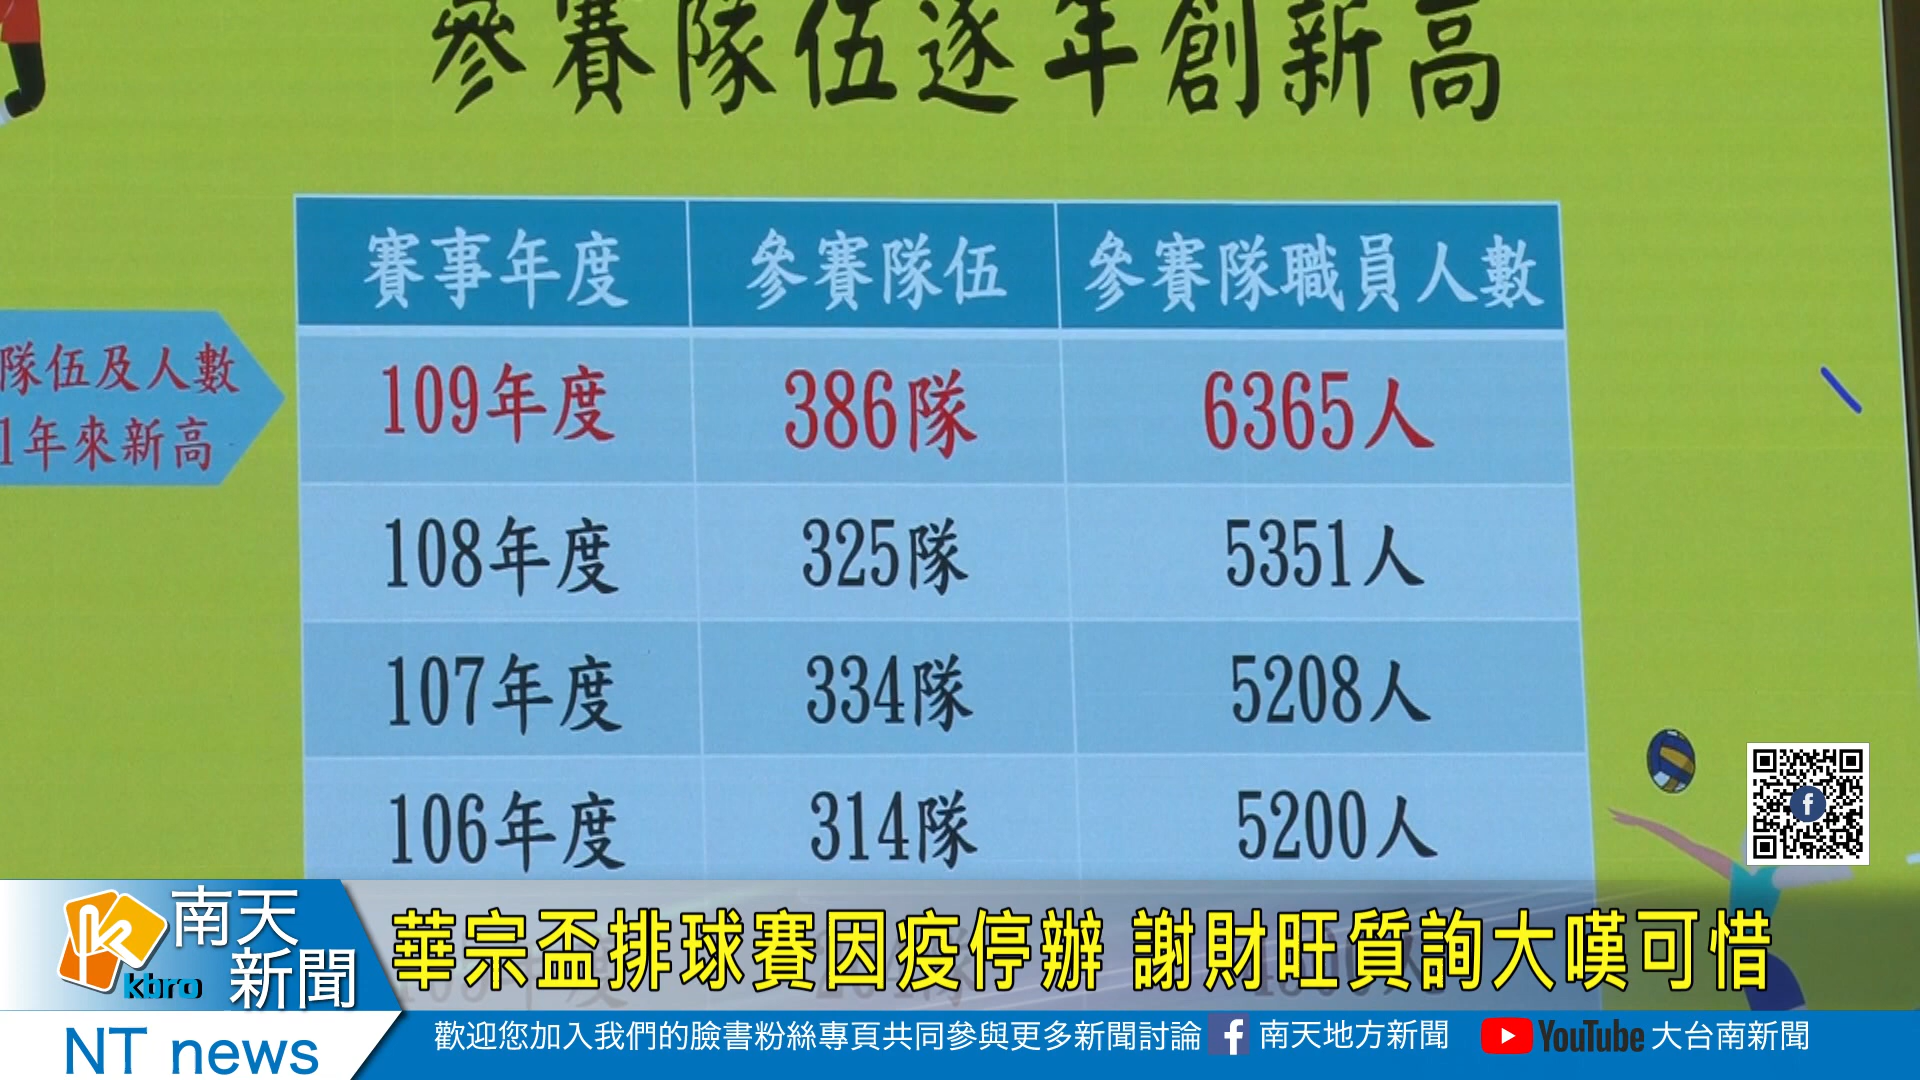 參賽隊伍逐年創新高
賽事年度 參賽隊伍 參賽隊職員人數
隊伍及人數
1年來新高
109年度 386隊 6365人
108年度 325隊 5351人
107年度 334隊 5208人
106年度 314隊 5200人
南天
新聞
kbro
華宗盃排球賽因疫停辦 謝財旺質詢大嘆可惜
NT news
歡迎您加入我們的臉書粉絲專頁共同參與更多新聞討論 f 南天地方新聞 YouTube 大台南新聞